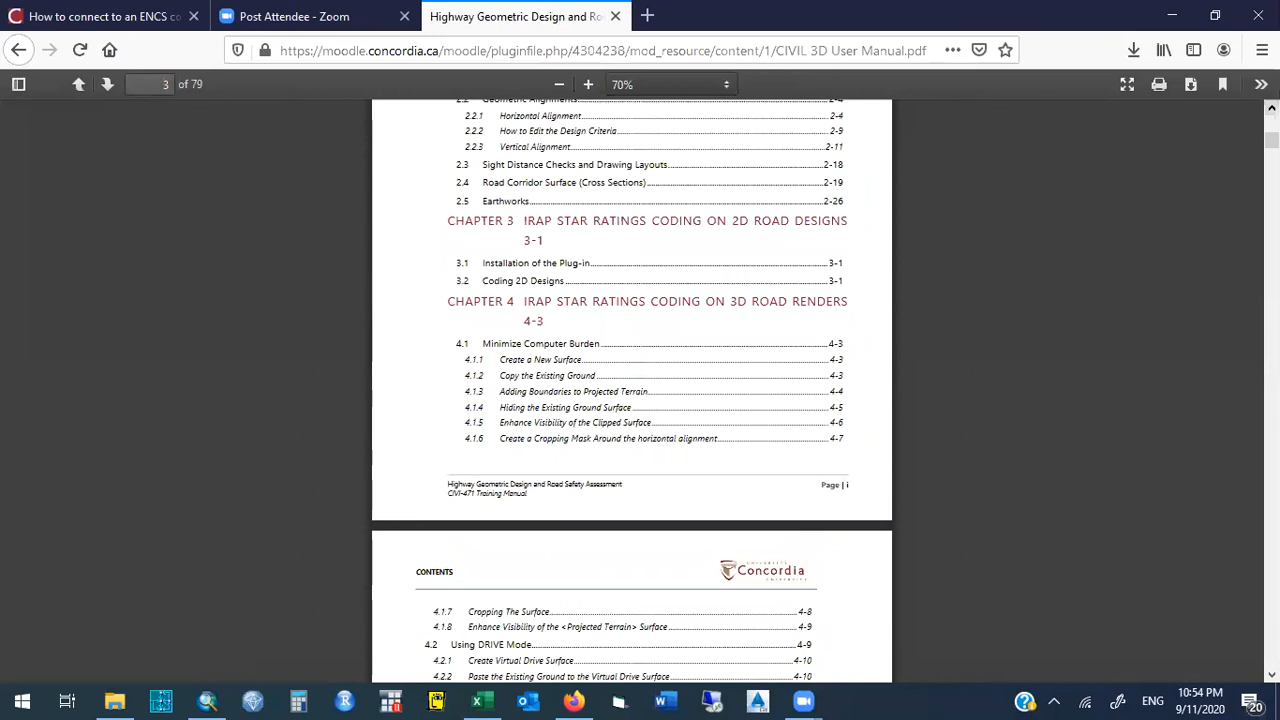 How to connect to an ENCS co
Post Attendee - Zoom
Highway Geometric Design and Roa
https://moodle.concordia.ca/moodle/pluginfile.php/4304238/mod_resource/content/1/CIVIL 3D User Manual.pdf
3 of 79
70%
2.2 Geometric Alignments 2-4
2.2.1 Horizontal Alignment 2-4
2.2.2 How to Edit the Design Criteria 2-9
2.2.3 Vertical Alignment 2-11
2.3 Sight Distance Checks and Drawing Layouts 2-18
2.4 Road Corridor Surface (Cross Sections) 2-19
2.5 Earthworks 2-26
CHAPTER 3 IRAP STAR RATINGS CODING ON 2D ROAD DESIGNS
3-1
3.1 Installation of the Plug-in 3-1
3.2 Coding 2D Designs 3-1
CHAPTER 4 IRAP STAR RATINGS CODING ON 3D ROAD RENDERS
4-3
4.1 Minimize Computer Burden 4-3
4.1.1 Create a New Surface 4-3
4.1.2 Copy the Existing Ground 4-3
4.1.3 Adding Boundaries to Projected Terrain 4-4
4.1.4 Hiding the Existing Ground Surface 4-5
4.1.5 Enhance Visibility of the Clipped Surface 4-6
4.1.6 Create a Cropping Mask Around the horizontal alignment 4-7
Highway Geometric Design and Road Safety Assessment
Page | i
CIVI-471 Training Manual
CONTENTS
Concordia
4.1.7 Cropping The Surface 4-8
4.1.8 Enhance Visibility of the <Projected Terrain> Surface 4-9
4.2 Using DRIVE Mode 4-9
4.2.1 Create Virtual Drive Surface 4-10
4.2.2 Paste the Existing Ground to the Virtual Drive Surface 4-10
ENG
10:54 PM
9/11/2020
20